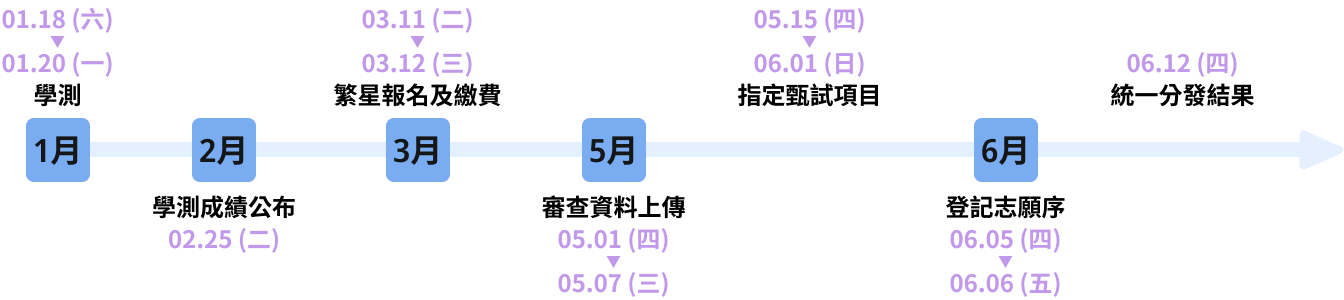 01.18 (六)
▼
01.20 (一)
學測
1月
2月
學測成績公布
02.25 (二)
03.11 (二)
▼
03.12 (三)
繁星報名及繳費
3月
5月
審查資料上傳
05.01 (四)
▼
05.07 (三)
05.15 (四)
▼
06.01 (日)
指定甄試項目
6月
登記志願序
06.05 (四)
▼
06.06 (五)
06.12 (四)
統一分發結果